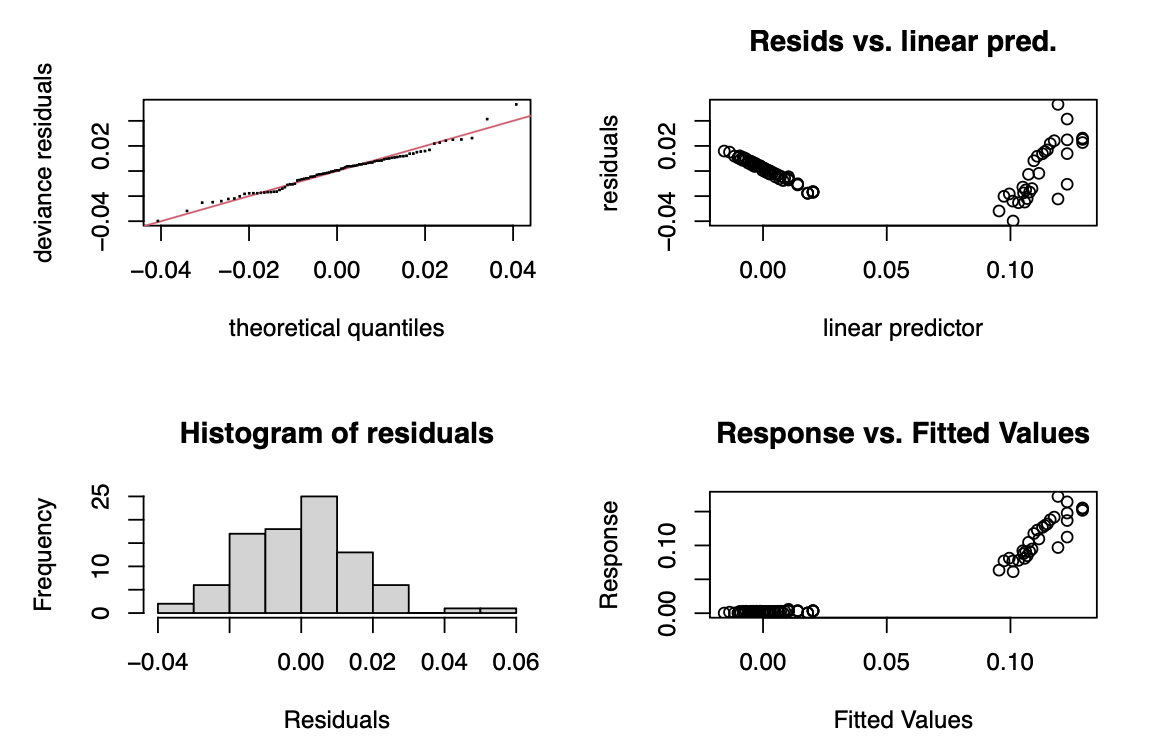 deviance residuals
0.02
−0.04
−0.04 −0.02 0.00 0.02 0.04
theoretical quantiles
Resids vs. linear pred.
residuals
0.02
−0.04
0.00 0.05 0.10
linear predictor
Histogram of residuals
Frequency
25
10
0
−0.04 0.00 0.02 0.04 0.06
Residuals
Response vs. Fitted Values
Response
0.10
0.00
0.00 0.05 0.10
Fitted Values